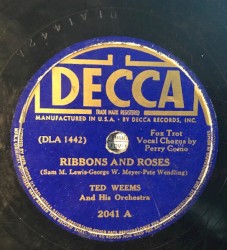 DECCA
TRADE MARK REGISTERED
MANUFACTURED IN U.S.A. · BY DECCA RECORDS, INC.
(DLA 1442)
Fox Trot
Vocal Chorus by
Perry Como
RIBBONS AND ROSES
(Sam M. Lewis-George W. Meyer-Pete Wendling)
TED WEEMS
And His Orchestra
2041 A